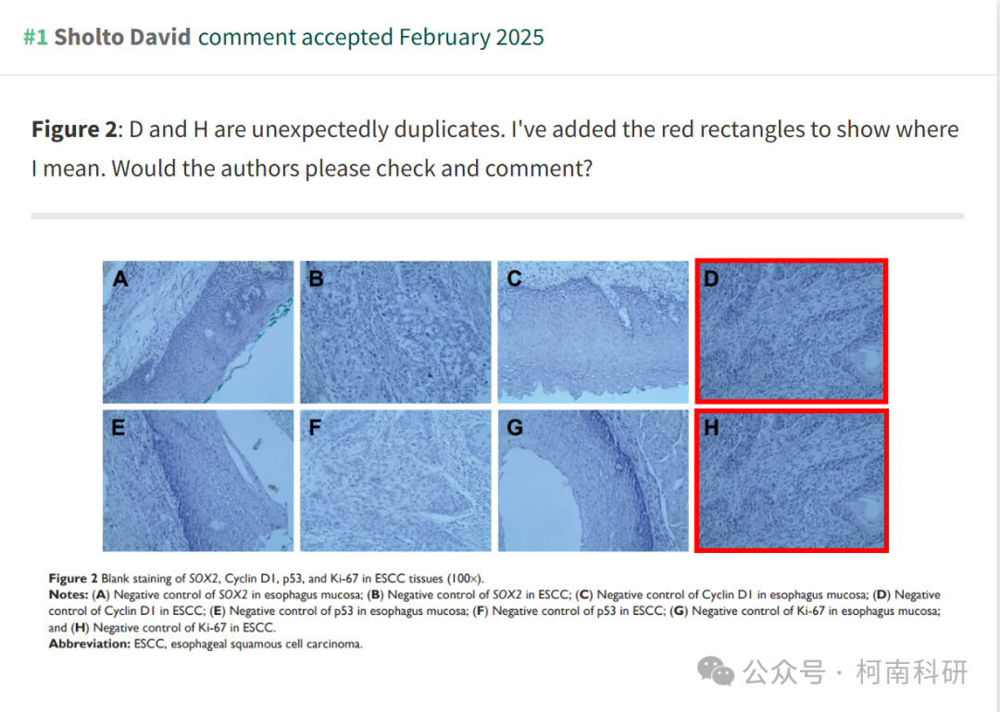 #1 Sholto David comment accepted February 2025
Figure 2: D and H are unexpectedly duplicates. I've added the red rectangles to show where
I mean. Would the authors please check and comment?
A
B
C
D
E
F
G
H
Figure 2 Blank staining of SOX2, Cyclin D1, p53, and Ki-67 in ESCC tissues (100×).
Notes: (A) Negative control of SOX2 in esophagus mucosa; (B) Negative control of SOX2 in ESCC; (C) Negative control of Cyclin D1 in esophagus mucosa; (D) Negative
control of Cyclin D1 in ESCC; (E) Negative control of p53 in esophagus mucosa; (F) Negative control of p53 in ESCC; (G) Negative control of Ki-67 in esophagus mucosa;
and (H) Negative control of Ki-67 in ESCC.
Abbreviation: ESCC, esophageal squamous cell carcinoma.
公众号 · 柯南科研